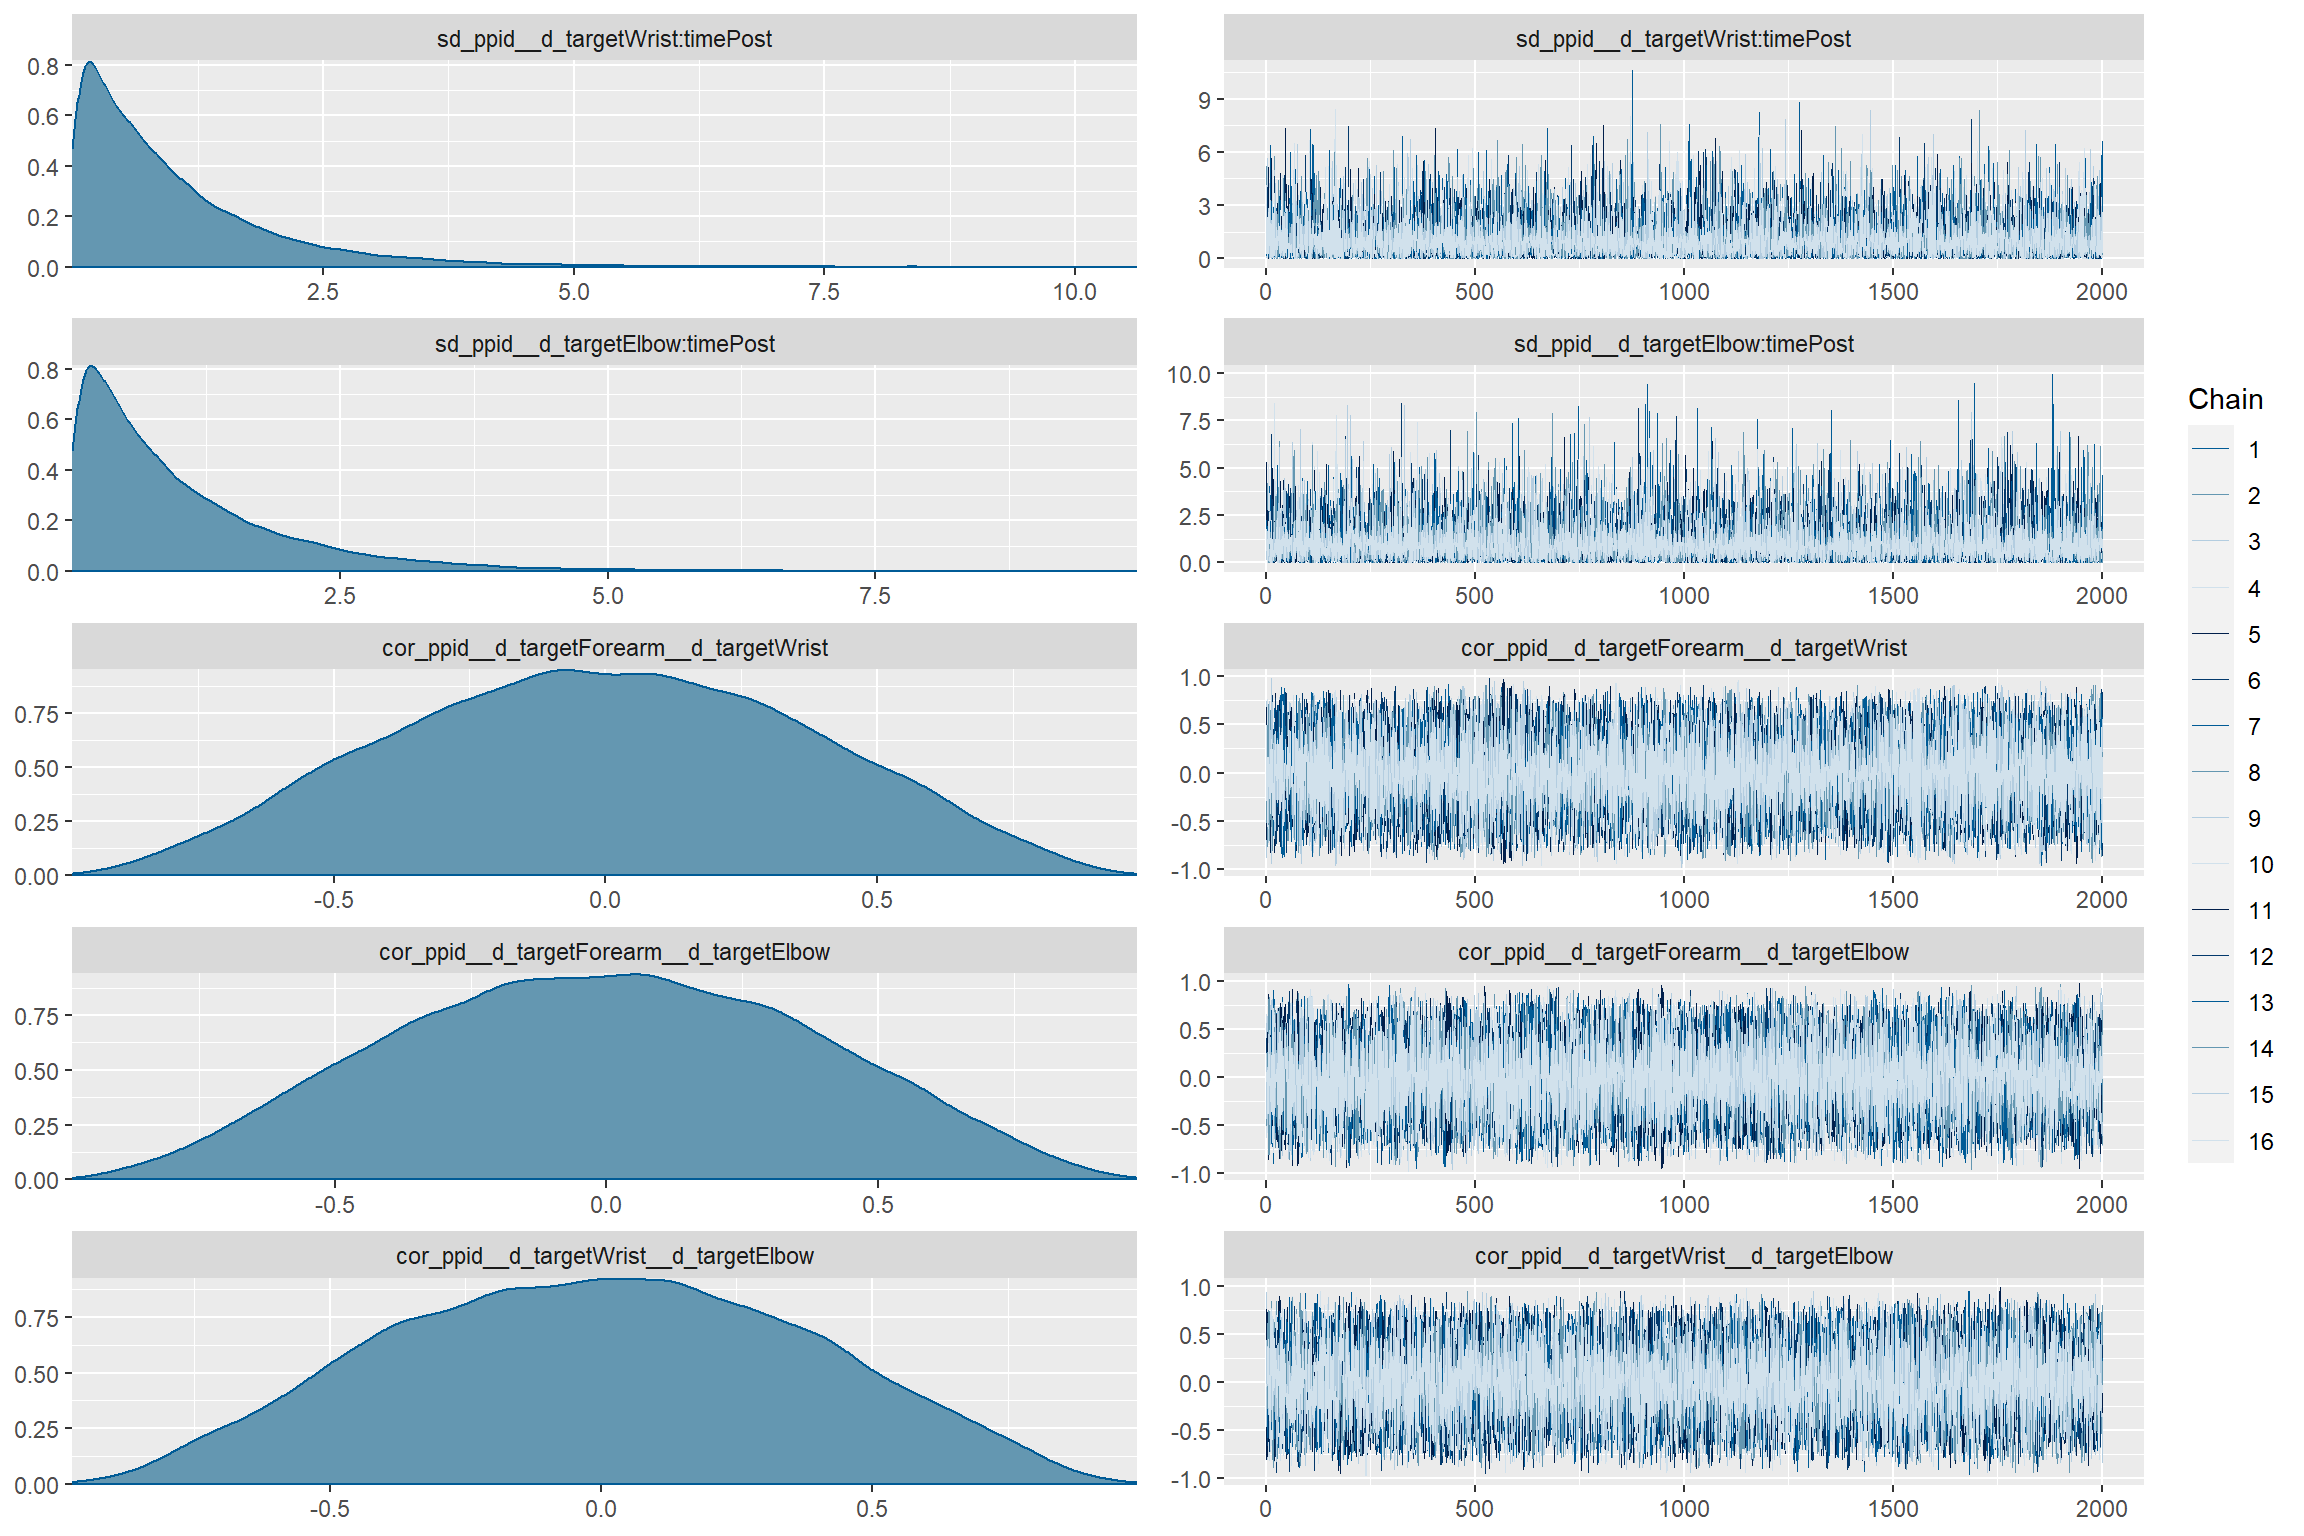 sd_ppid__d_targetWrist:timePost
0.8
0.6
0.4
0.2
0.0
2.5 5.0 7.5 10.0
sd_ppid__d_targetWrist:timePost
9
6
3
0
0 500 1000 1500 2000
sd_ppid__d_targetElbow:timePost
0.8
0.6
0.4
0.2
0.0
2.5 5.0 7.5
sd_ppid__d_targetElbow:timePost
10.0
7.5
5.0
2.5
0.0
0 500 1000 1500 2000
cor_ppid__d_targetForearm__d_targetWrist
0.75
0.50
0.25
0.00
-0.5 0.0 0.5
cor_ppid__d_targetForearm__d_targetWrist
1.0
0.5
0.0
-0.5
-1.0
0 500 1000 1500 2000
cor_ppid__d_targetForearm__d_targetElbow
0.75
0.50
0.25
0.00
-0.5 0.0 0.5
cor_ppid__d_targetForearm__d_targetElbow
1.0
0.5
0.0
-0.5
-1.0
0 500 1000 1500 2000
cor_ppid__d_targetWrist__d_targetElbow
0.75
0.50
0.25
0.00
-0.5 0.0 0.5
cor_ppid__d_targetWrist__d_targetElbow
1.0
0.5
0.0
-0.5
-1.0
0 500 1000 1500 2000
Chain
1
2
3
4
5
6
7
8
9
10
11
12
13
14
15
16